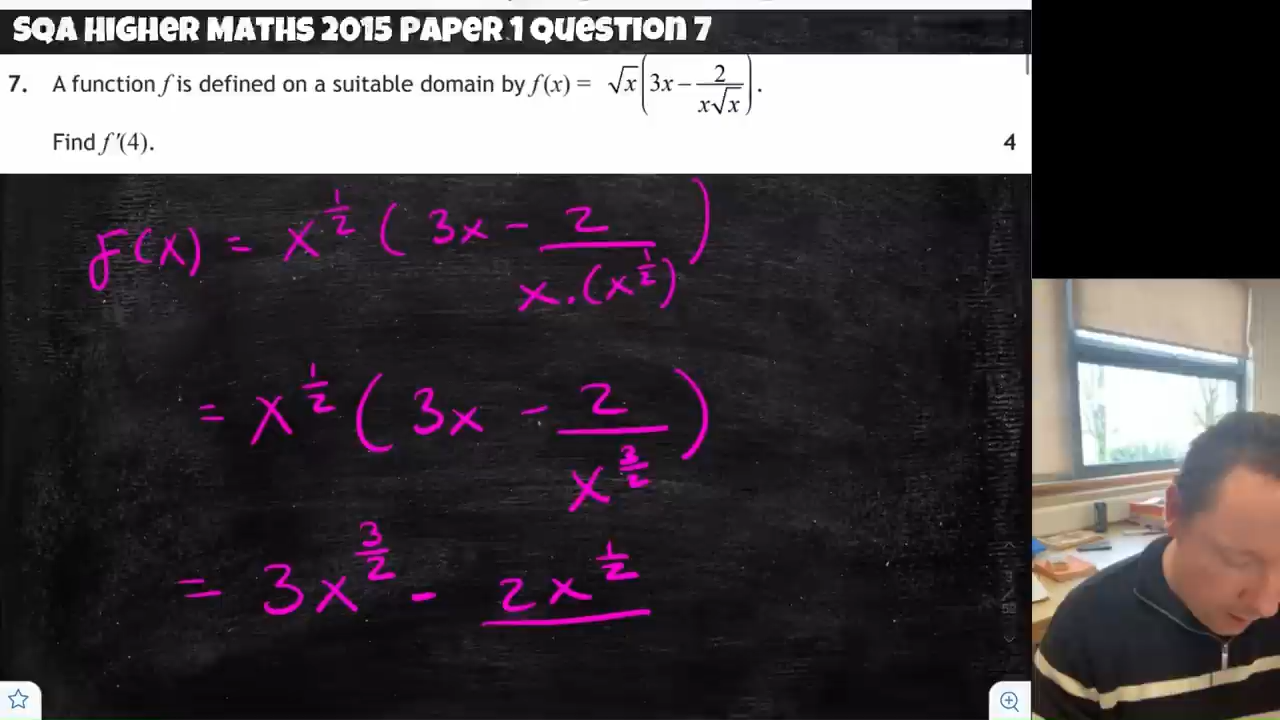 SQA Higher Maths 2015 Paper 1 Question 7
7. A function f is defined on a suitable domain by f(x) = √x(3x − 2/(x√x)).
Find f′(4). 4
f(x) = x^(1/2) ( 3x − 2/(x.(x^(1/2))) )
= x^(1/2) ( 3x − 2/x^(3/2) )
= 3x^(3/2) − 2x^(1/2)